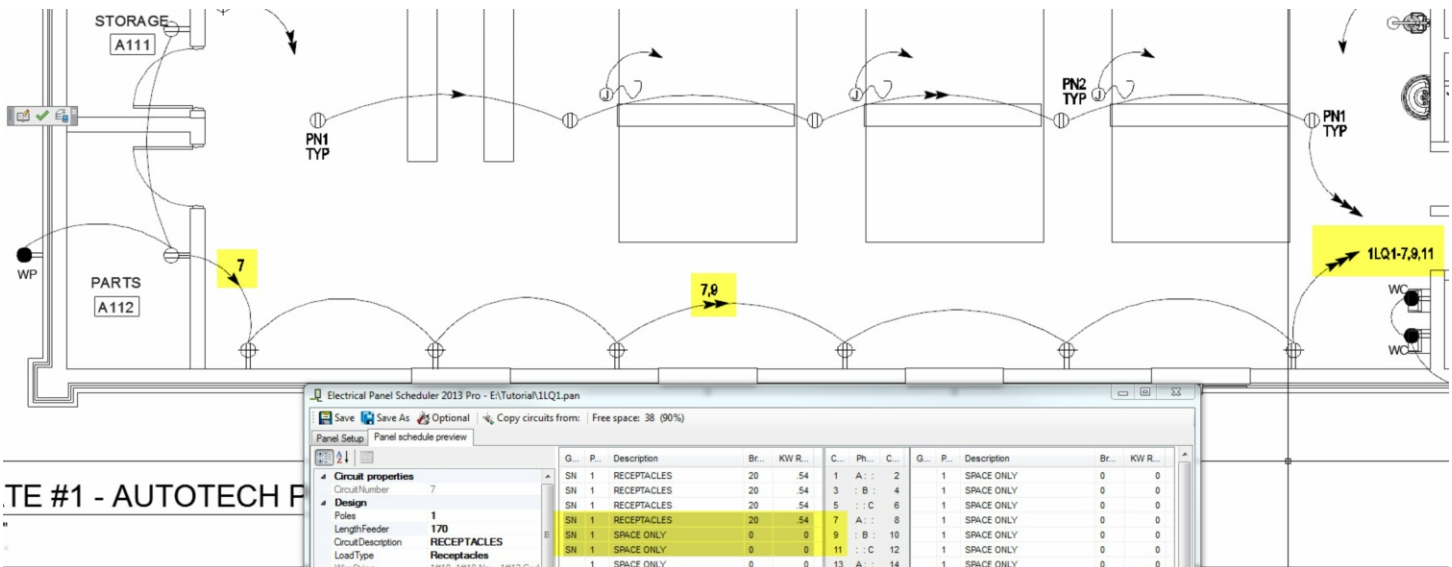 STORAGE
A111
PN1
TYP
PN2
TYP
PN1
TYP
7
WP
PARTS
A112
7,9
1LQ1-7,9,11
WC
WC
TE #1 - AUTOTECH P
"
Electrical Panel Scheduler 2013 Pro - E:\Tutorial\1LQ1.pan
Save Save As Optional Copy circuits from: Free space: 38 (90%)
Panel Setup Panel schedule preview
G... P... Description Br... KW R... C... Ph... C... G... P... Description Br... KW R...
Circuit properties
CircuitNumber 7
Design
Poles 1
LengthFeeder 170
CircuitDescription RECEPTACLES
LoadType Receptacles
SN 1 RECEPTACLES 20 .54 1 A : : 2 1 SPACE ONLY 0 0
SN 1 RECEPTACLES 20 .54 3 : B : 4 1 SPACE ONLY 0 0
SN 1 RECEPTACLES 20 .54 5 : : C 6 1 SPACE ONLY 0 0
SN 1 RECEPTACLES 20 .54 7 A : : 8 1 SPACE ONLY 0 0
SN 1 SPACE ONLY 0 0 9 : B : 10 1 SPACE ONLY 0 0
SN 1 SPACE ONLY 0 0 11 : : C 12 1 SPACE ONLY 0 0
1 SPACE ONLY 0 0 13 A : : 14 1 SPACE ONLY 0 0